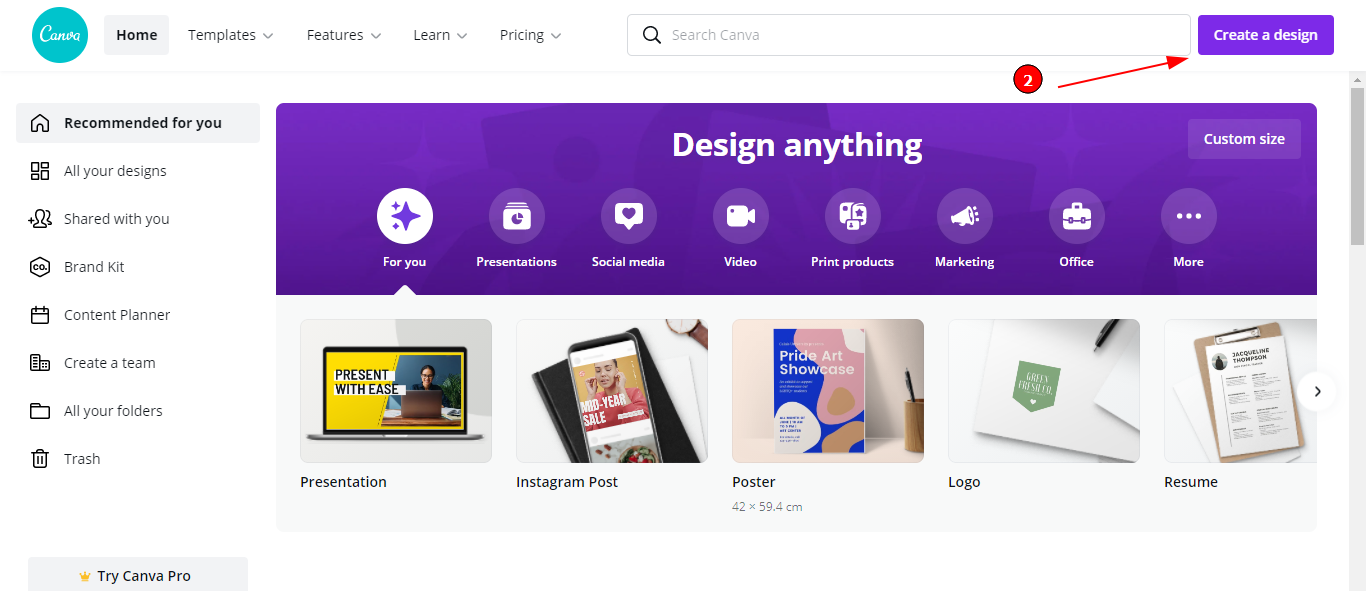 Canva
Home
Templates
Features
Learn
Pricing
Search Canva
Create a design
2
Recommended for you
All your designs
Shared with you
CO.
Brand Kit
Content Planner
Create a team
All your folders
Trash
Try Canva Pro
Design anything
Custom size
For you
Presentations
Social media
Video
Print products
Marketing
Office
More
PRESENT
WITH EASE
Presentation
MID-YEAR
SALE
Instagram Post
Pride Art
Showcase
Poster
42 × 59.4 cm
GREEN
FRESH CO.
Logo
JACQUELINE
THOMPSON
Resume